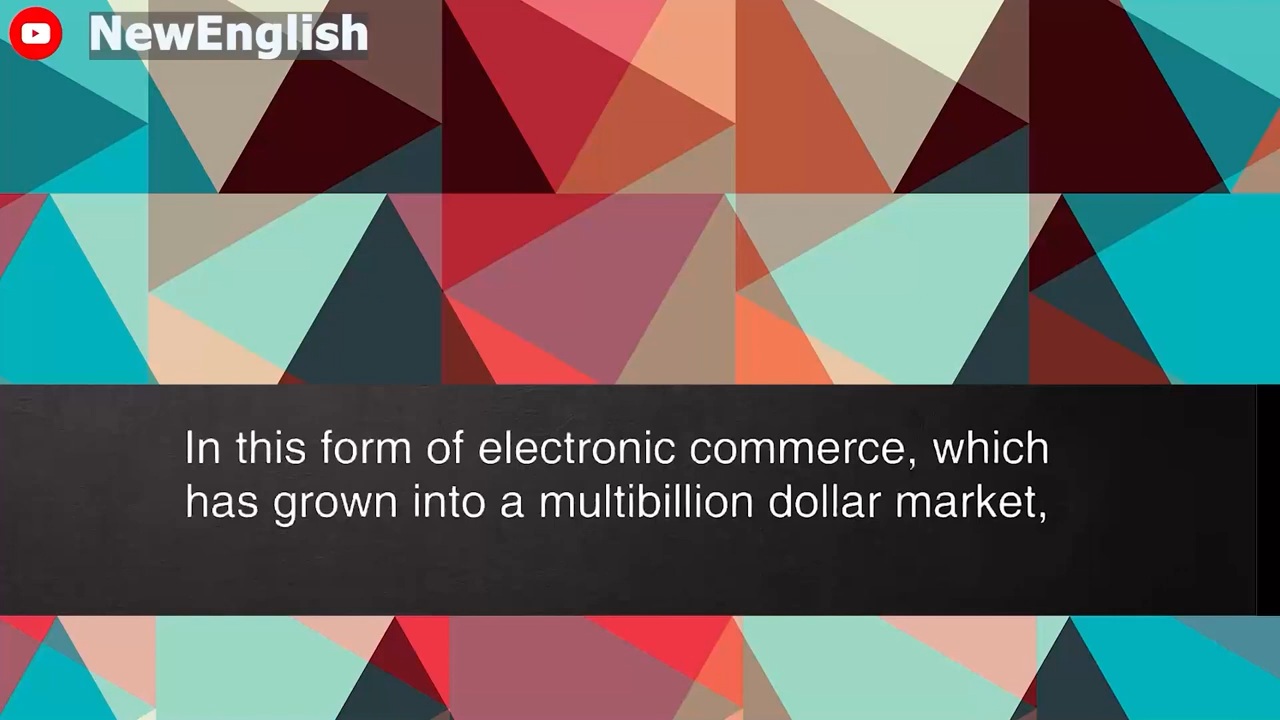 NewEnglish
In this form of electronic commerce, which
has grown into a multibillion dollar market,